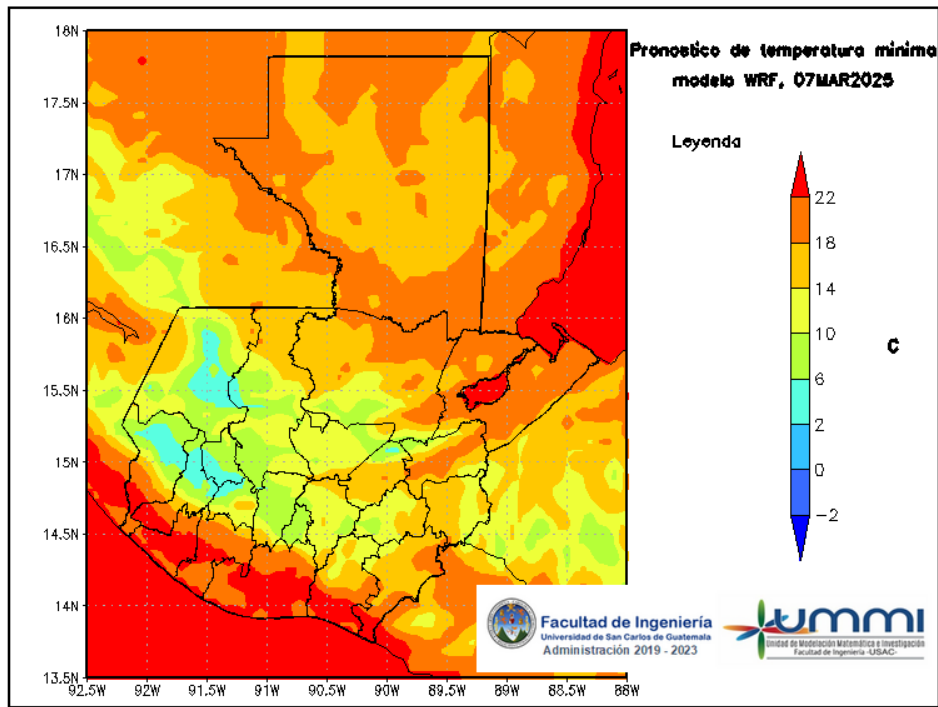 Pronostico de temperatura minima
modelo WRF, 07MAR2025
Leyenda
22
18
14
10
6
2
0
−2
C
18N
17.5N
17N
16.5N
16N
15.5N
15N
14.5N
14N
13.5N
92.5W
92W
91.5W
91W
90.5W
90W
89.5W
89W
88.5W
88W
Facultad de Ingeniería
Universidad de San Carlos de Guatemala
Administración 2019 - 2023
ummi
Unidad de Modelación Matemática e Investigación
Facultad de Ingeniería -USAC-